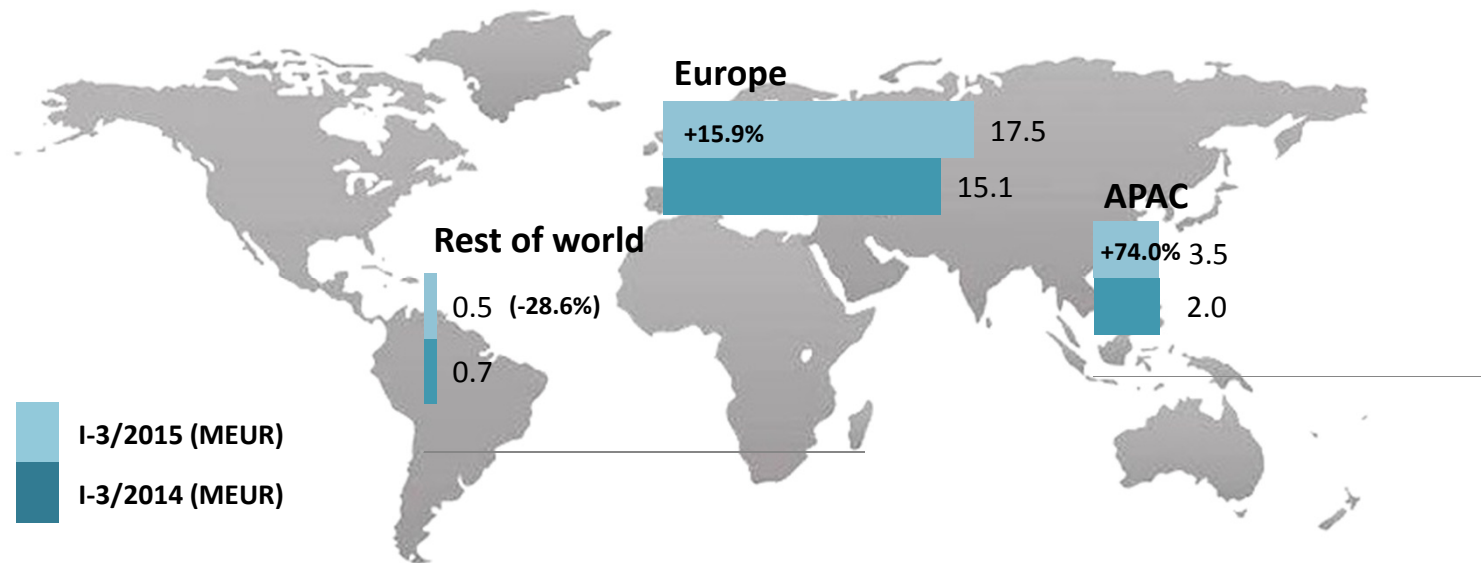 Europe
+15.9% 17.5
15.1
APAC
+74.0% 3.5
2.0
Rest of world
0.5 (-28.6%)
0.7
I-3/2015 (MEUR)
I-3/2014 (MEUR)